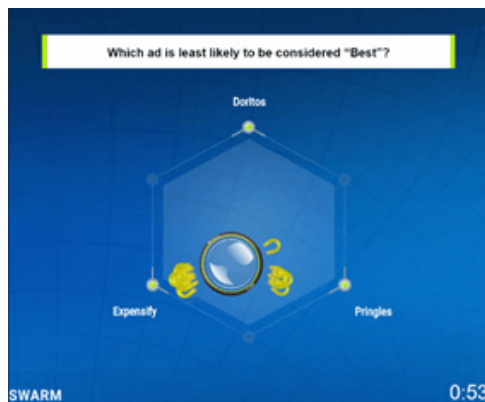 Which ad is least likely to be considered “Best”?
Doritos
Expensify
Pringles
SWARM
0:53